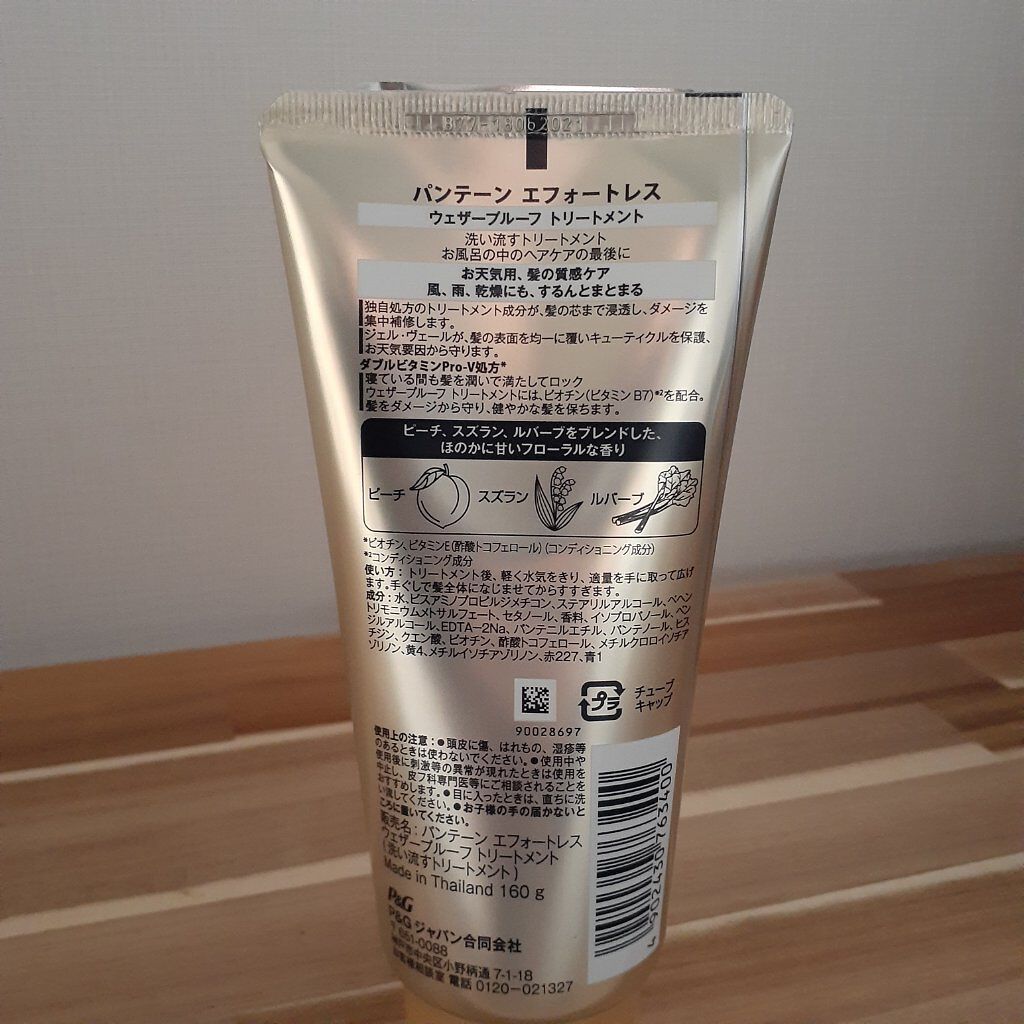 B77-18062021
パンテーン エフォートレス
ウェザープルーフ トリートメント
洗い流すトリートメント
お風呂の中のヘアケアの最後に
お天気用、髪の質感ケア
風、雨、乾燥にも、するんとまとまる
独自処方のトリートメント成分が、髪の芯まで浸透し、ダメージを
集中補修します。
ジェル・ヴェールが、髪の表面を均一に覆いキューティクルを保護、
お天気要因から守ります。
ダブルビタミンPro-V処方*
寝ている間も髪を潤いで満たしてロック
ウェザープルーフ トリートメントには、ビオチン(ビタミン B7)*²を配合。
髪をダメージから守り、健やかな髪を保ちます。
ピーチ、スズラン、ルバーブをブレンドした、
ほのかに甘いフローラルな香り
ピーチ スズラン ルバーブ
*ビオチン、ビタミンE(酢酸トコフェロール)(コンディショニング成分)
*²コンディショニング成分
使い方：トリートメント後、軽く水気をきり、適量を手に取って広げ
ます。手ぐしで髪全体になじませてからすすぎます。
成分：水、ビスアミノプロピルジメチコン、ステアリルアルコール、ベヘン
トリモニウムメトサルフェート、セタノール、香料、イソプロパノール、ベン
ジルアルコール、EDTA-2Na、パンテニルエチル、パンテノール、ヒス
チジン、クエン酸、ビオチン、酢酸トコフェロール、メチルクロロイソチア
ゾリノン、黄4、メチルイソチアゾリノン、赤227、青1
プラ
チューブ
キャップ
90028697
使用上の注意：●頭皮に傷、はれもの、湿疹等
のあるときは使わないでください。●使用中や
使用後に刺激等の異常が現れたときは使用を
中止し、皮フ科専門医等にご相談されることを
おすすめします。●目に入ったときは、直ちに洗
い流してください。●お子様の手の届かないと
ころに置いてください。
販売名：パンテーン エフォートレス
ウェザープルーフ トリートメント
(洗い流すトリートメント)
Made in Thailand 160 g
P&G
P&G ジャパン合同会社
〒651-0088
神戸市中央区小野柄通 7-1-18
お客様相談室 電話 0120-021327
4902430763400